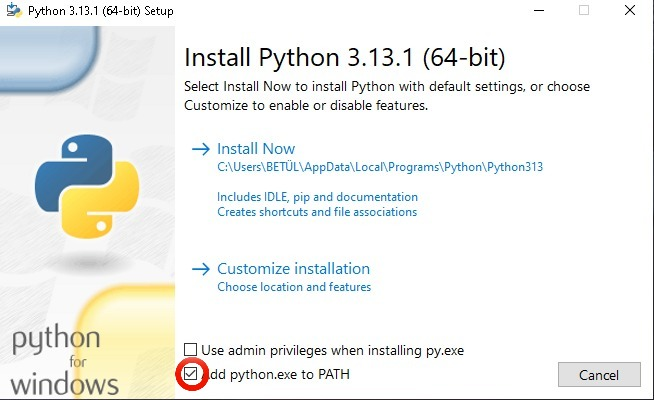 Python 3.13.1 (64-bit) Setup
Install Python 3.13.1 (64-bit)
Select Install Now to install Python with default settings, or choose
Customize to enable or disable features.
Install Now
C:\Users\BETÜL\AppData\Local\Programs\Python\Python313
Includes IDLE, pip and documentation
Creates shortcuts and file associations
Customize installation
Choose location and features
python
for
windows
Use admin privileges when installing py.exe
Add python.exe to PATH
Cancel